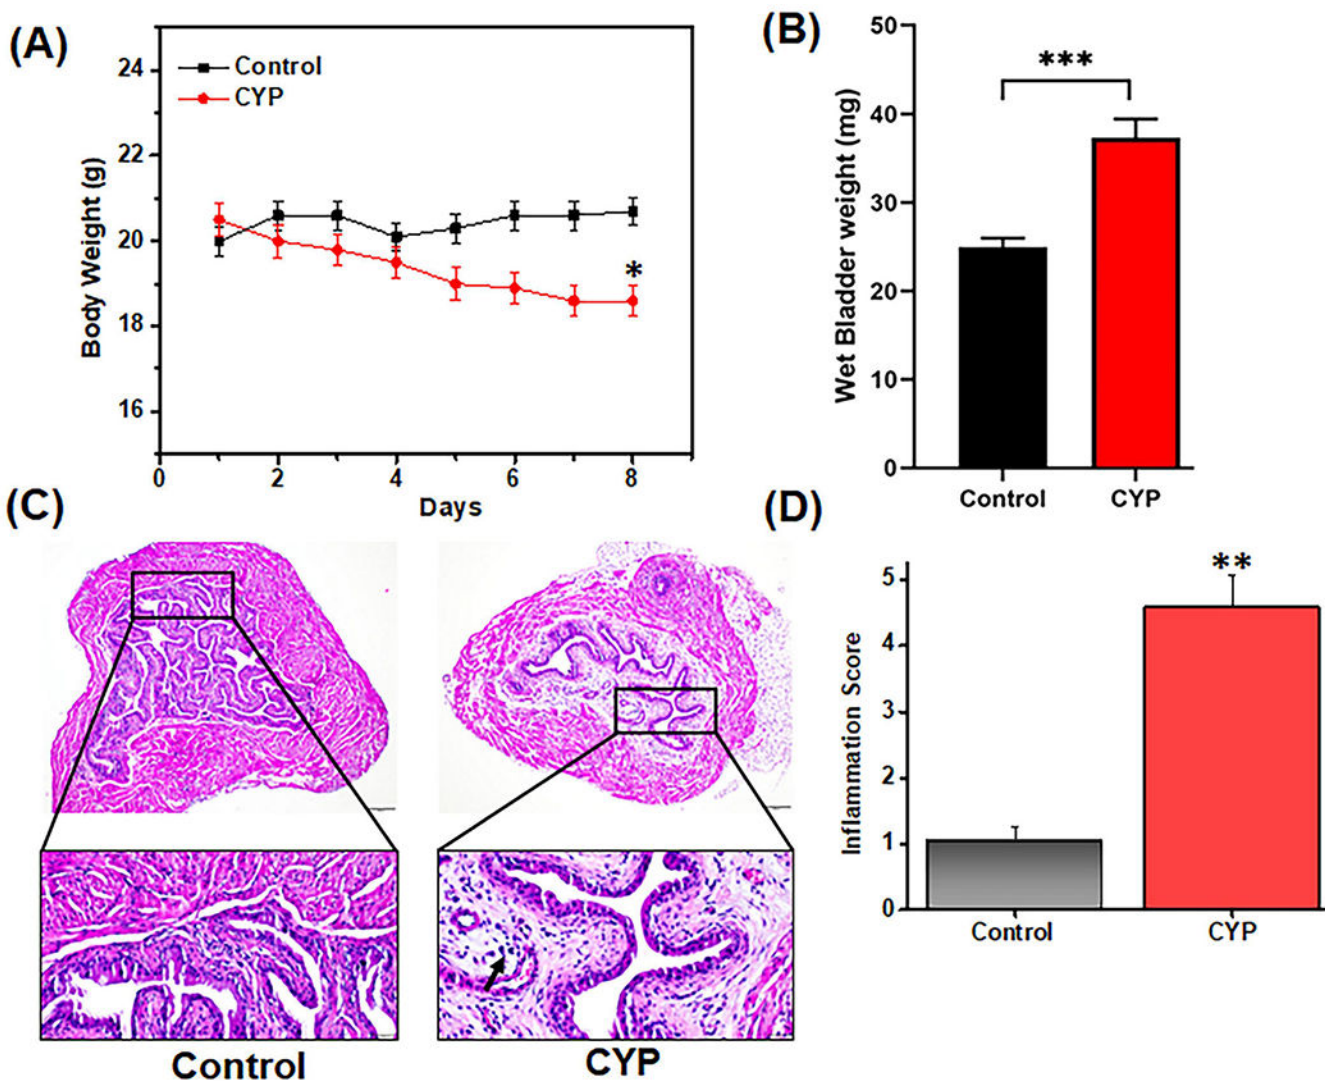 (A)
Control
CYP
24
22
20
18
16
Body Weight (g)
0 2 4 6 8
Days
*
(B)
50
40
30
20
10
0
Wet Bladder weight (mg)
***
Control CYP
(C)
Control CYP
(D)
5
4
3
2
1
0
Inflammation Score
**
Control CYP